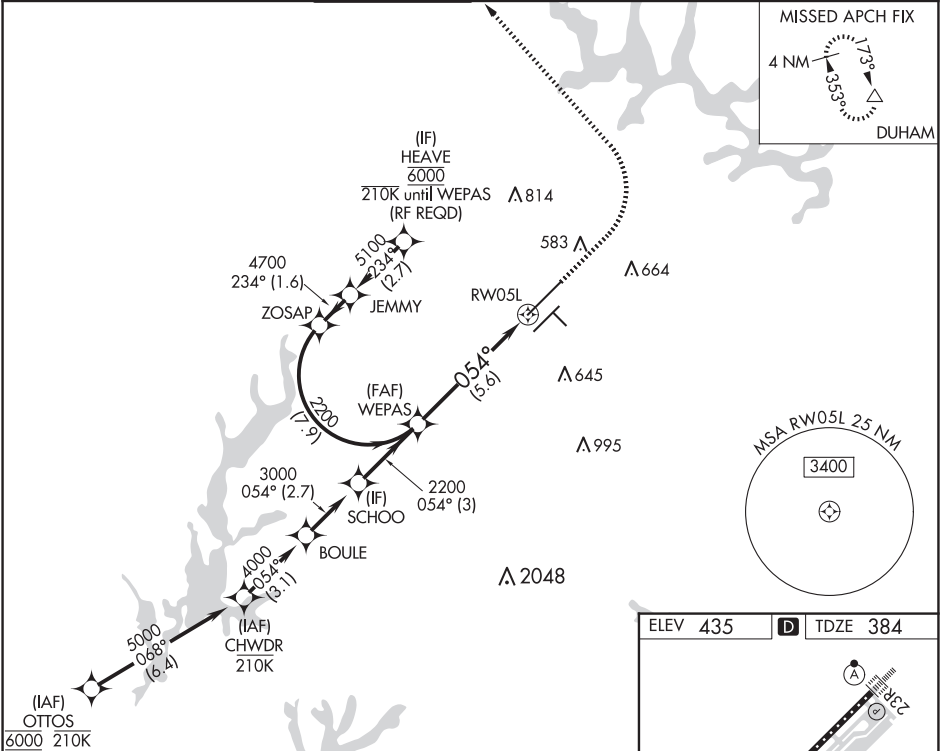 MISSED APCH FIX
4 NM
173°
353°
DUHAM
(IF)
HEAVE
6000
210K until WEPAS
(RF REQD)
814
5100
234°
(2.7)
4700
234° (1.6)
JEMMY
ZOSAP
583
664
RW05L
054°
(5.6)
645
(FAF)
WEPAS
2200
(7.9)
995
3000
054° (2.7)
2200
054° (3)
(IF)
SCHOO
BOULE
4000
054°
(3.1)
2048
(IAF)
CHWDR
210K
5000
068°
(6.4)
(IAF)
OTTOS
6000 210K
MSA RW05L 25 NM
3400
ELEV 435 D TDZE 384
A
P
23R